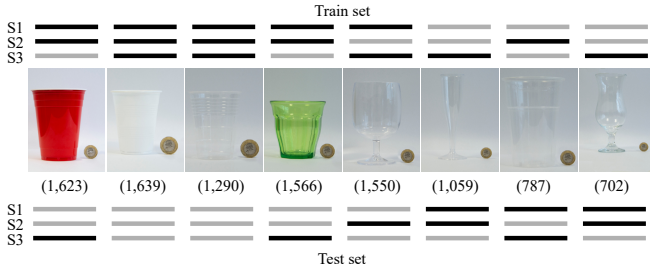 Train set
S1
S2
S3
(1,623) (1,639) (1,290) (1,566) (1,550) (1,059) (787) (702)
S1
S2
S3
Test set